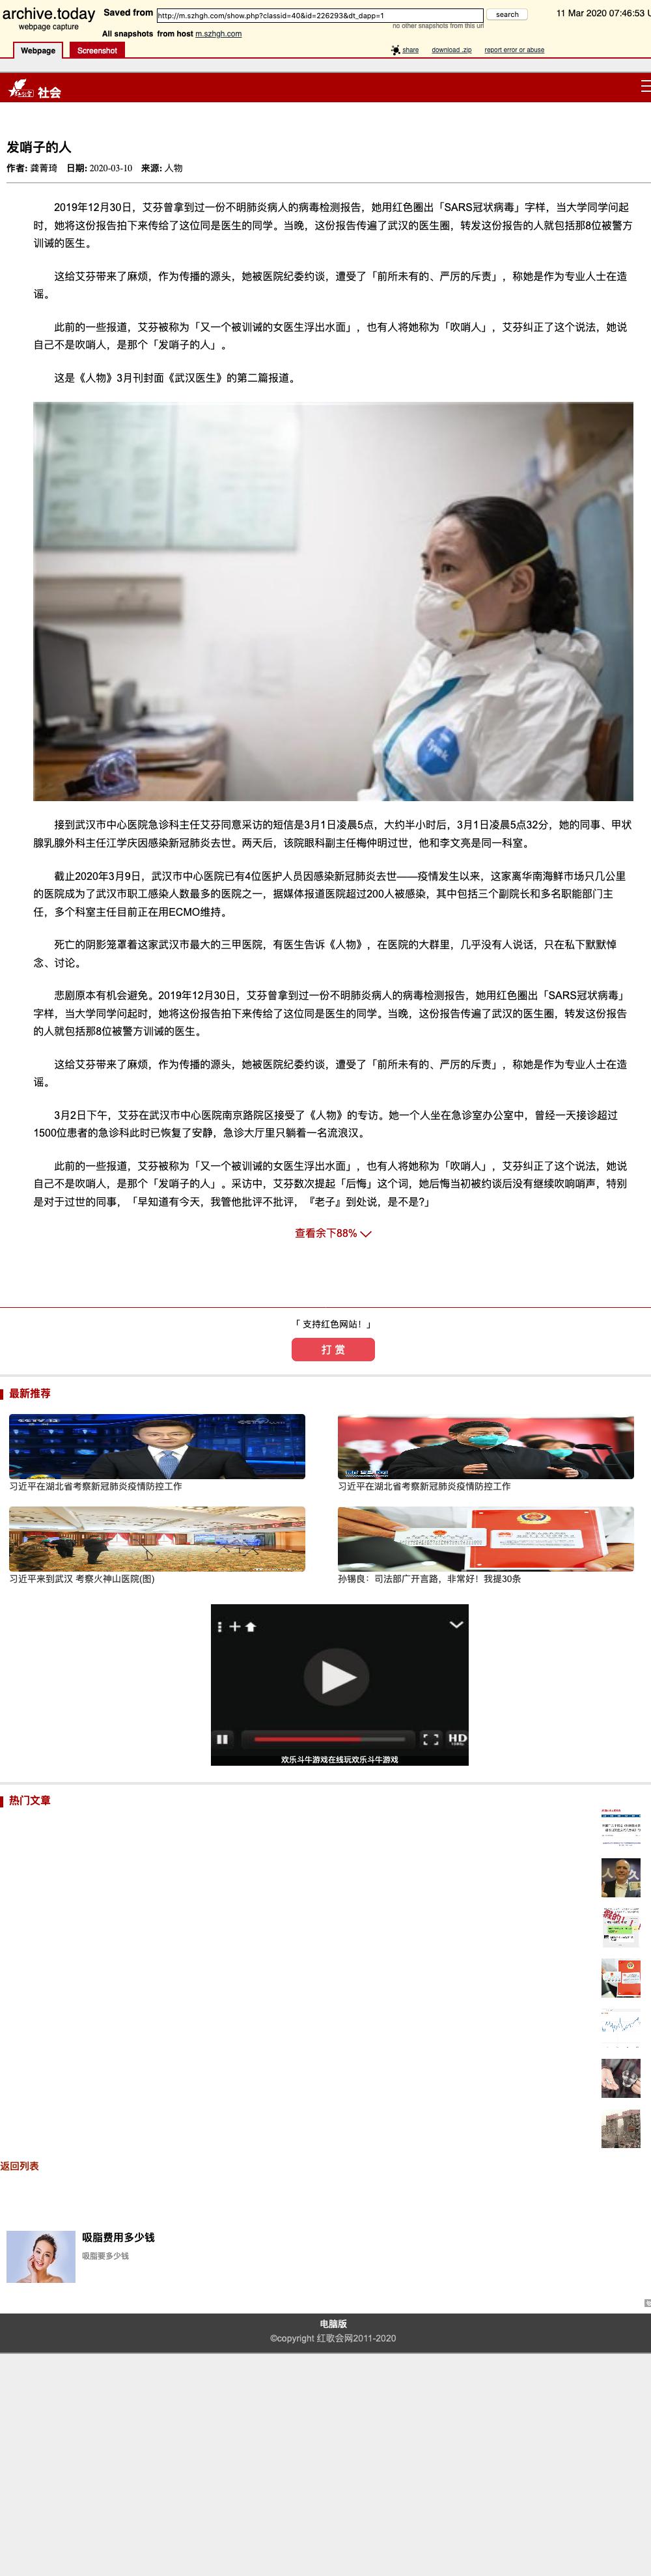 archive.today
webpage capture
Saved from
http://m.szhgh.com/show.php?classid=40&id=226293&dt_dapp=1
search
11 Mar 2020 07:46:53 U
no other snapshots from this url
All snapshots from host m.szhgh.com
Webpage
Screenshot
share
download .zip
report error or abuse
社会
发哨子的人
作者: 龚菁琦 日期: 2020-03-10 来源: 人物
2019年12月30日，艾芬曾拿到过一份不明肺炎病人的病毒检测报告，她用红色圈出「SARS冠状病毒」字样，当大学同学问起
时，她将这份报告拍下来传给了这位同是医生的同学。当晚，这份报告传遍了武汉的医生圈，转发这份报告的人就包括那8位被警方
训诫的医生。
这给艾芬带来了麻烦，作为传播的源头，她被医院纪委约谈，遭受了「前所未有的、严厉的斥责」，称她是作为专业人士在造
谣。
此前的一些报道，艾芬被称为「又一个被训诫的女医生浮出水面」，也有人将她称为「吹哨人」，艾芬纠正了这个说法，她说
自己不是吹哨人，是那个「发哨子的人」。
这是《人物》3月刊封面《武汉医生》的第二篇报道。
Tyvek
接到武汉市中心医院急诊科主任艾芬同意采访的短信是3月1日凌晨5点，大约半小时后，3月1日凌晨5点32分，她的同事、甲状
腺乳腺外科主任江学庆因感染新冠肺炎去世。两天后，该院眼科副主任梅仲明过世，他和李文亮是同一科室。
截止2020年3月9日，武汉市中心医院已有4位医护人员因感染新冠肺炎去世——疫情发生以来，这家离华南海鲜市场只几公里
的医院成为了武汉市职工感染人数最多的医院之一，据媒体报道医院超过200人被感染，其中包括三个副院长和多名职能部门主
任，多个科室主任目前正在用ECMO维持。
死亡的阴影笼罩着这家武汉市最大的三甲医院，有医生告诉《人物》，在医院的大群里，几乎没有人说话，只在私下默默悼
念、讨论。
悲剧原本有机会避免。2019年12月30日，艾芬曾拿到过一份不明肺炎病人的病毒检测报告，她用红色圈出「SARS冠状病毒」
字样，当大学同学问起时，她将这份报告拍下来传给了这位同是医生的同学。当晚，这份报告传遍了武汉的医生圈，转发这份报告
的人就包括那8位被警方训诫的医生。
这给艾芬带来了麻烦，作为传播的源头，她被医院纪委约谈，遭受了「前所未有的、严厉的斥责」，称她是作为专业人士在造
谣。
3月2日下午，艾芬在武汉市中心医院南京路院区接受了《人物》的专访。她一个人坐在急诊室办公室中，曾经一天接诊超过
1500位患者的急诊科此时已恢复了安静，急诊大厅里只躺着一名流浪汉。
此前的一些报道，艾芬被称为「又一个被训诫的女医生浮出水面」，也有人将她称为「吹哨人」，艾芬纠正了这个说法，她说
自己不是吹哨人，是那个「发哨子的人」。采访中，艾芬数次提起「后悔」这个词，她后悔当初被约谈后没有继续吹响哨声，特别
是对于过世的同事，「早知道有今天，我管他批评不批评，『老子』到处说，是不是?」
查看余下88%
「 支持红色网站！」
打 赏
最新推荐
习近平在湖北省考察新冠肺炎疫情防控工作
习近平在湖北省考察新冠肺炎疫情防控工作
习近平来到武汉 考察火神山医院(图)
孙锡良：司法部广开言路，非常好！我提30条
HD
欢乐斗牛游戏在线玩欢乐斗牛游戏
热门文章
返回列表
吸脂费用多少钱
吸脂要多少钱
电脑版
©copyright 红歌会网2011-2020